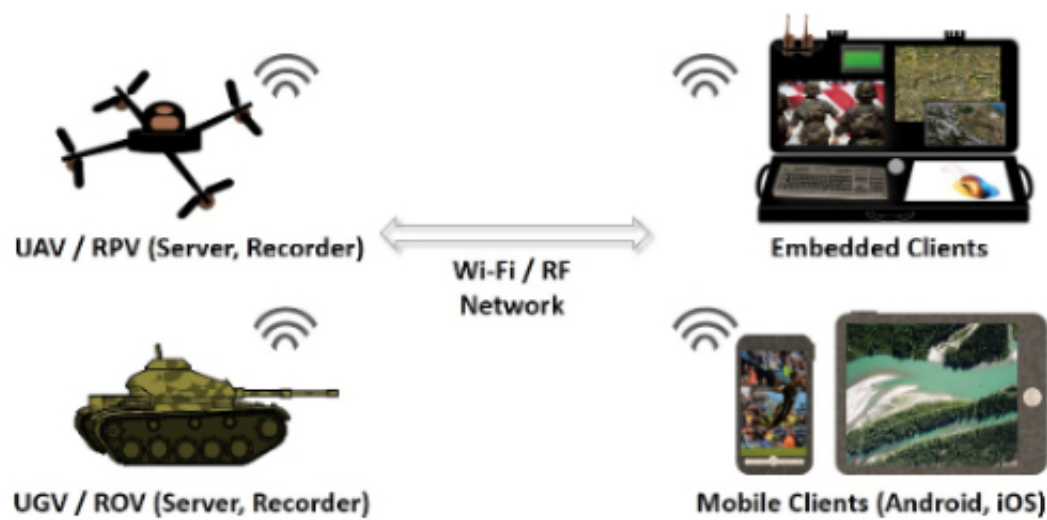 UAV / RPV (Server, Recorder)
Embedded Clients
Wi-Fi / RF
Network
UGV / ROV (Server, Recorder)
Mobile Clients (Android, iOS)